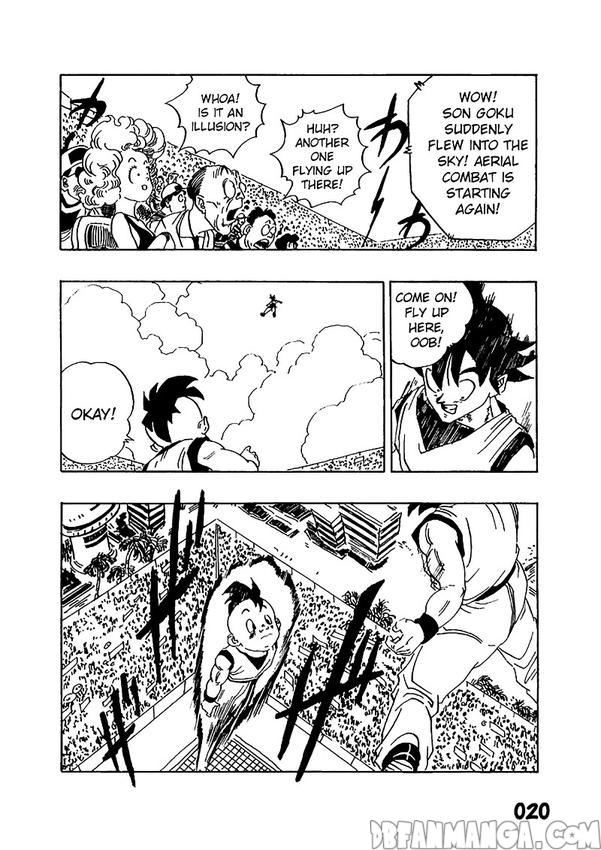 WOW!
SON GOKU
SUDDENLY
FLEW INTO THE
SKY! AERIAL
COMBAT IS
STARTING
AGAIN!
HUH?
ANOTHER
ONE
FLYING UP
THERE!
WHOA!
IS IT AN
ILLUSION?
わ
わ
COME ON!
FLY UP
HERE,
OOB!
OKAY!
020
DBFANMANGA.COM